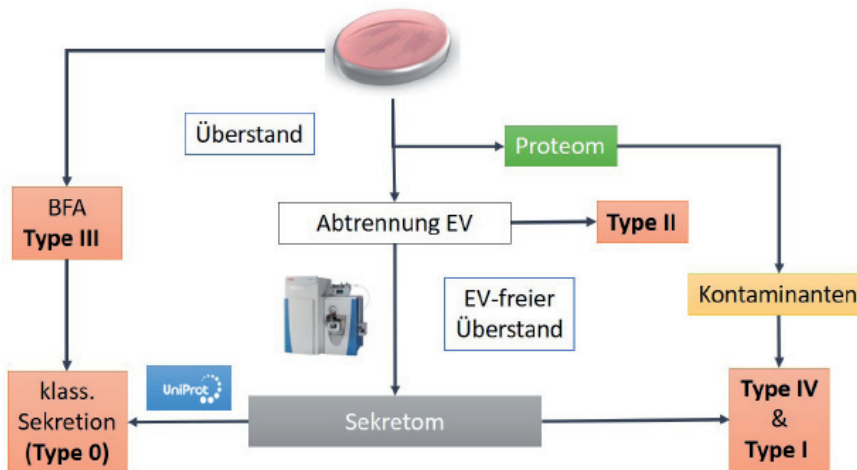 Überstand
Proteom
BFA
Type III
Abtrennung EV
Type II
EV-freier
Überstand
Kontaminanten
klass.
Sekretion
(Type 0)
UniProt
Sekretom
Type IV
&
Type I